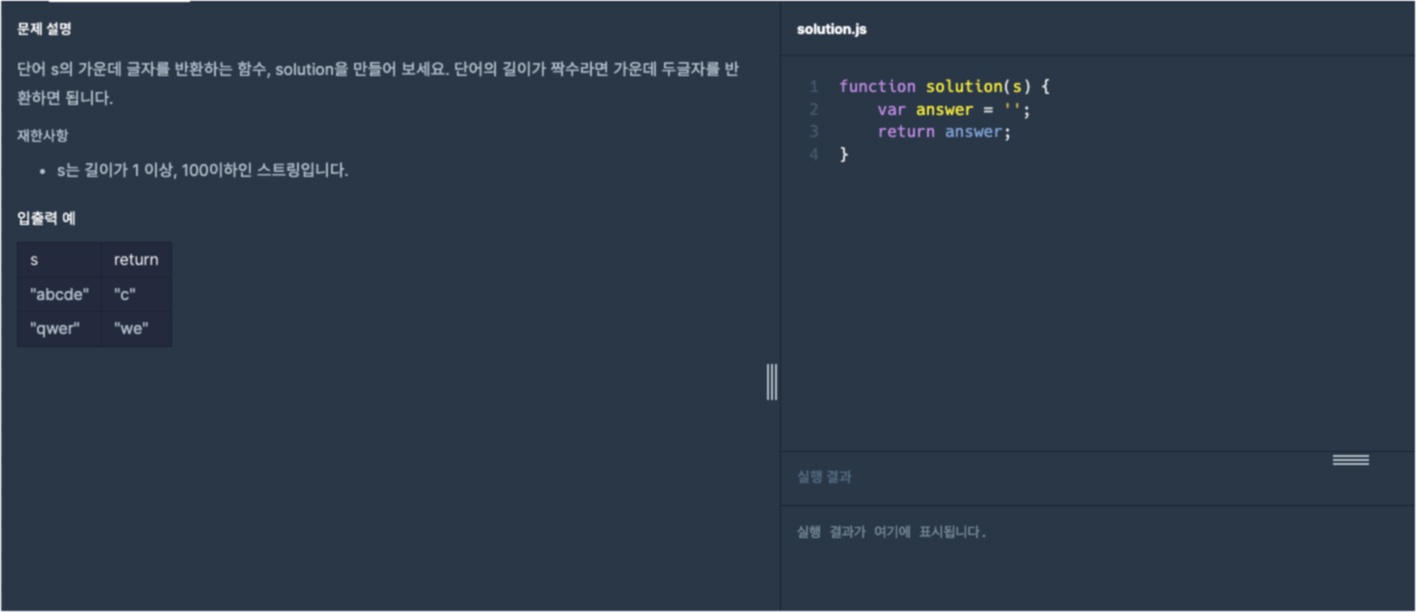 문제 설명
단어 s의 가운데 글자를 반환하는 함수, solution을 만들어 보세요. 단어의 길이가 짝수라면 가운데 두글자를 반
환하면 됩니다.
재한사항
• s는 길이가 1 이상, 100이하인 스트링입니다.
입출력 예
s return
"abcde" "c"
"qwer" "we"
solution.js
1 function solution(s) {
2     var answer = '';
3     return answer;
4 }
실행 결과
실행 결과가 여기에 표시됩니다.